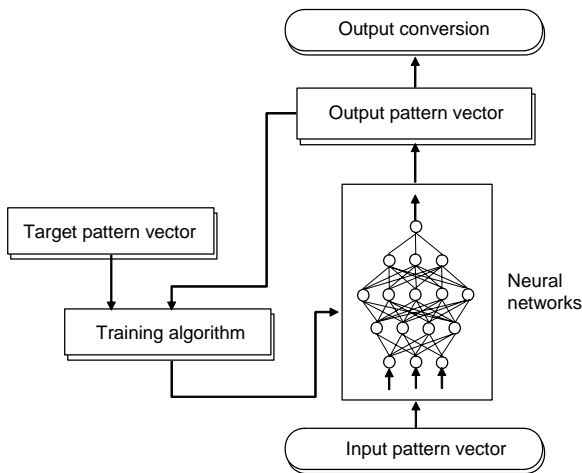 Output conversion
Output pattern vector
Target pattern vector
Neural
networks
Training algorithm
Input pattern vector